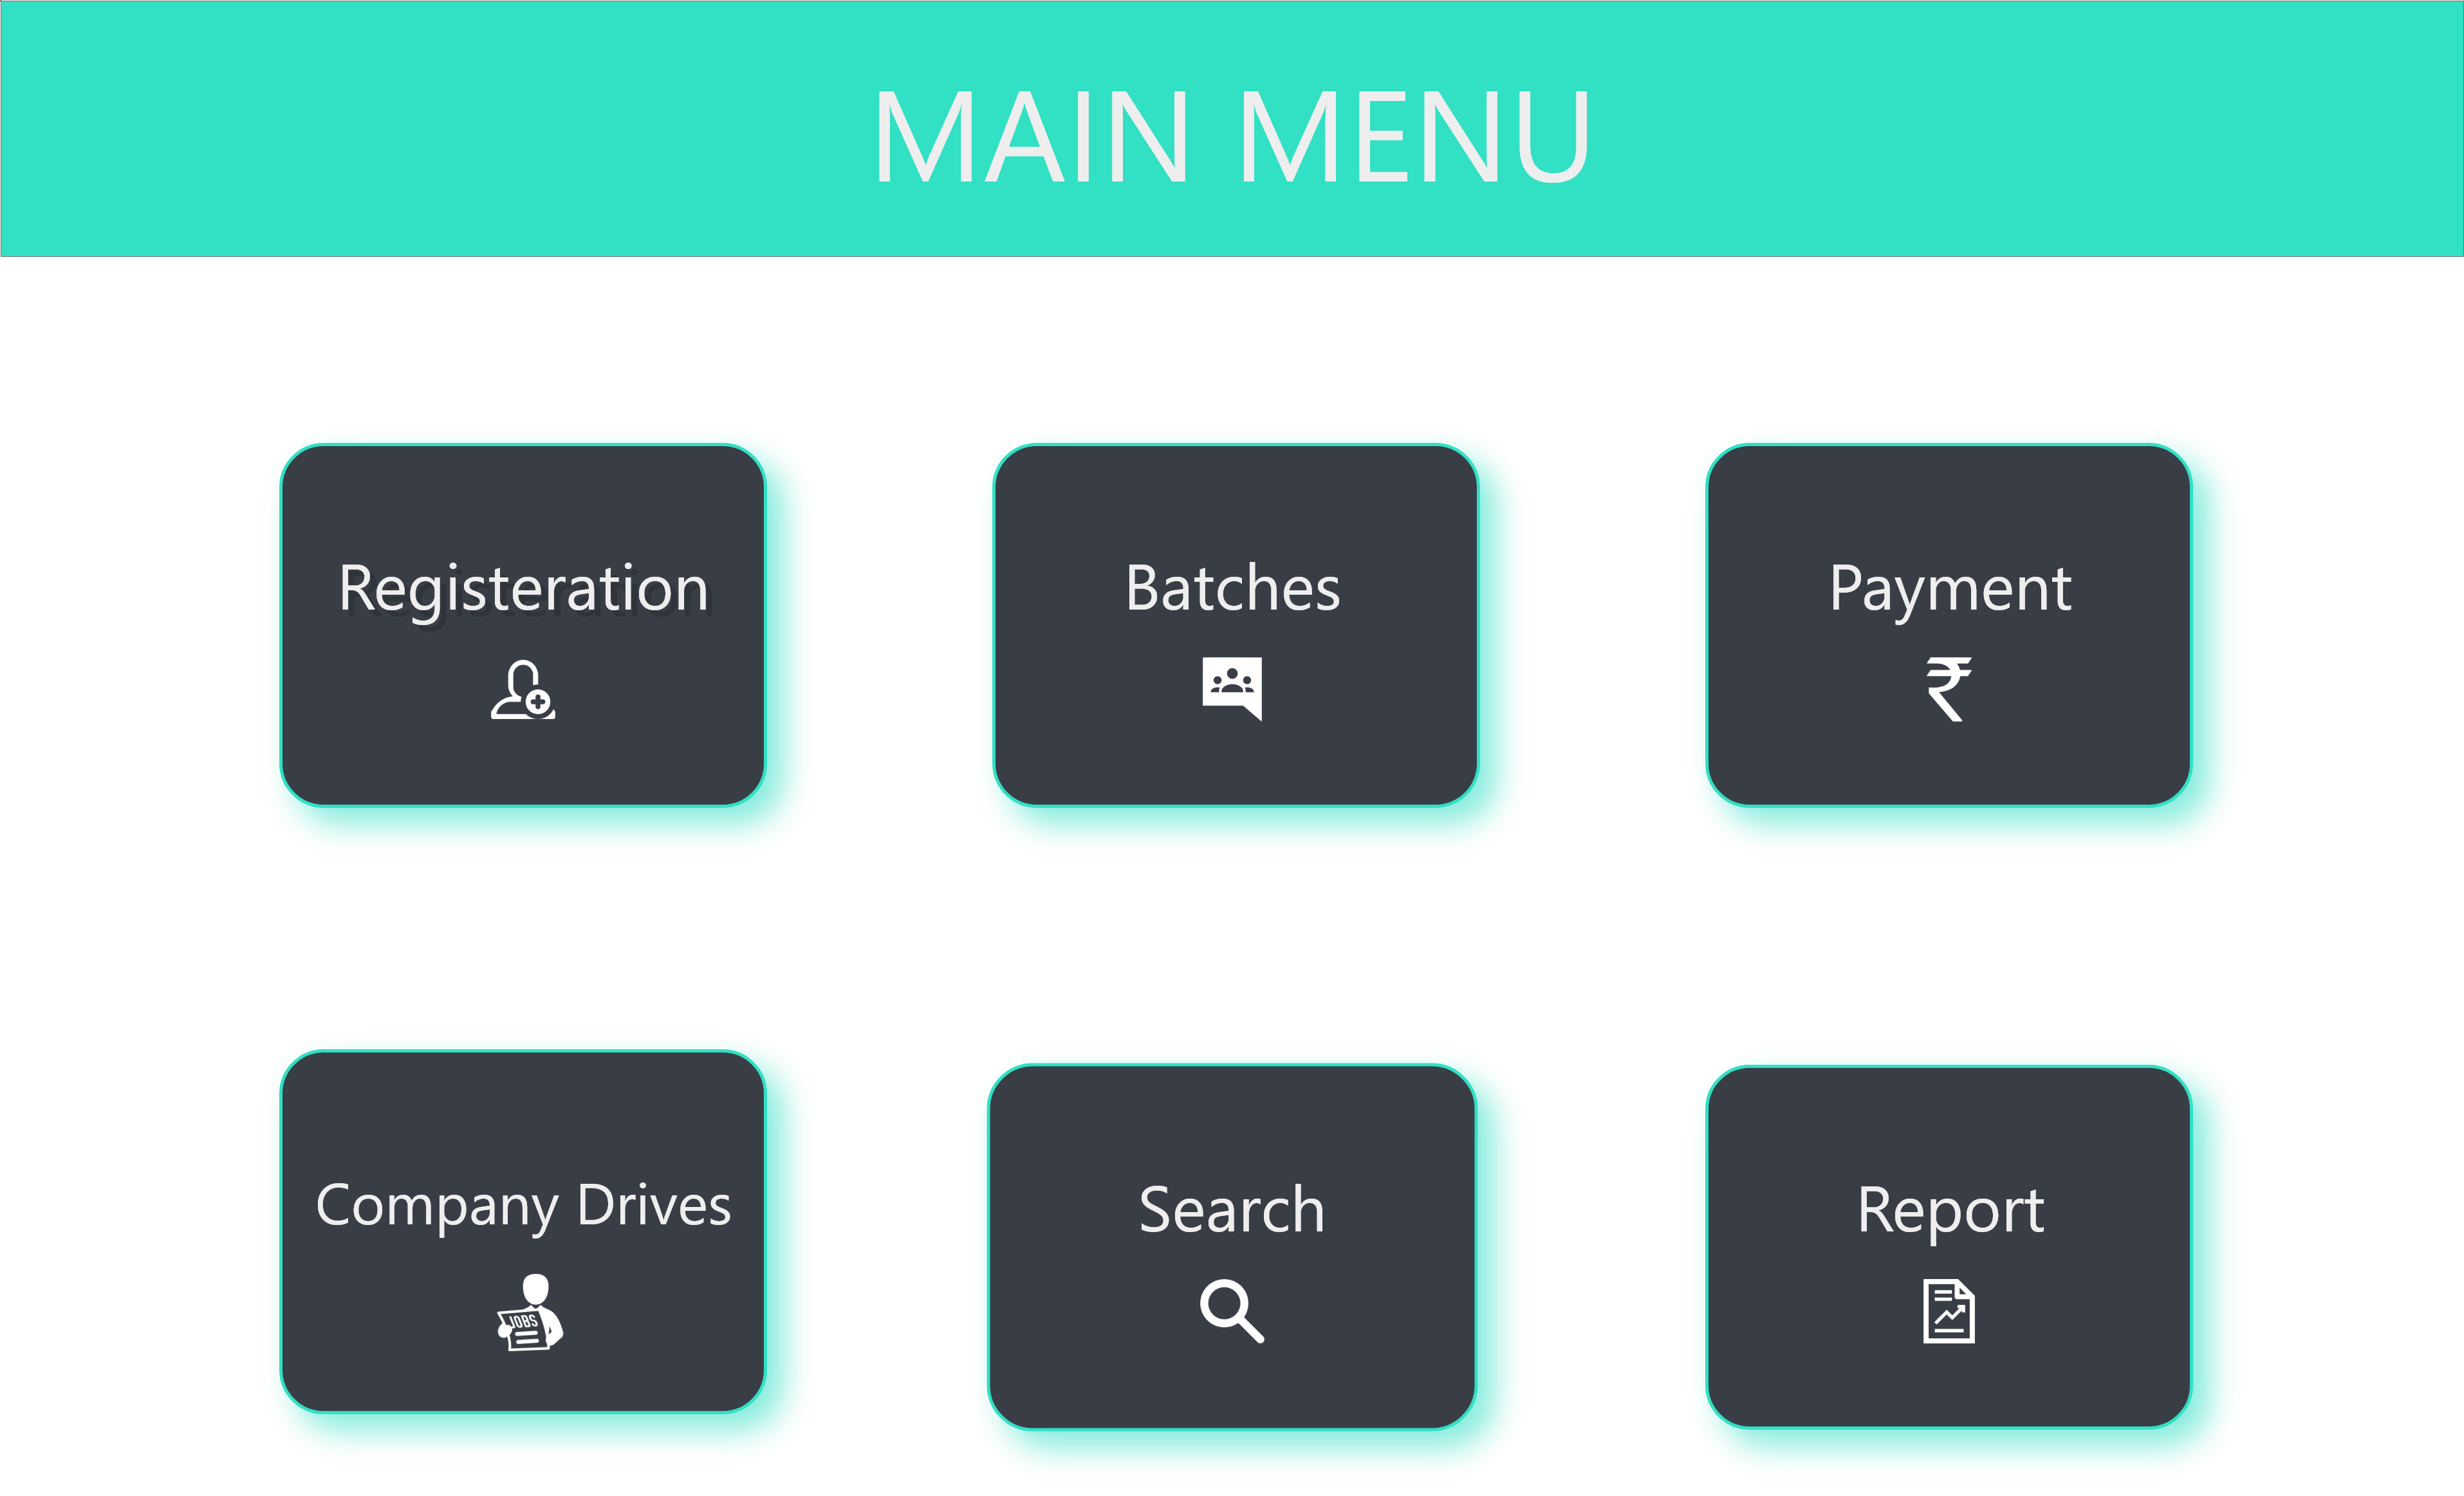 MAIN MENU
Registeration
Batches
Payment
₹
Company Drives
JOBS
Search
Report